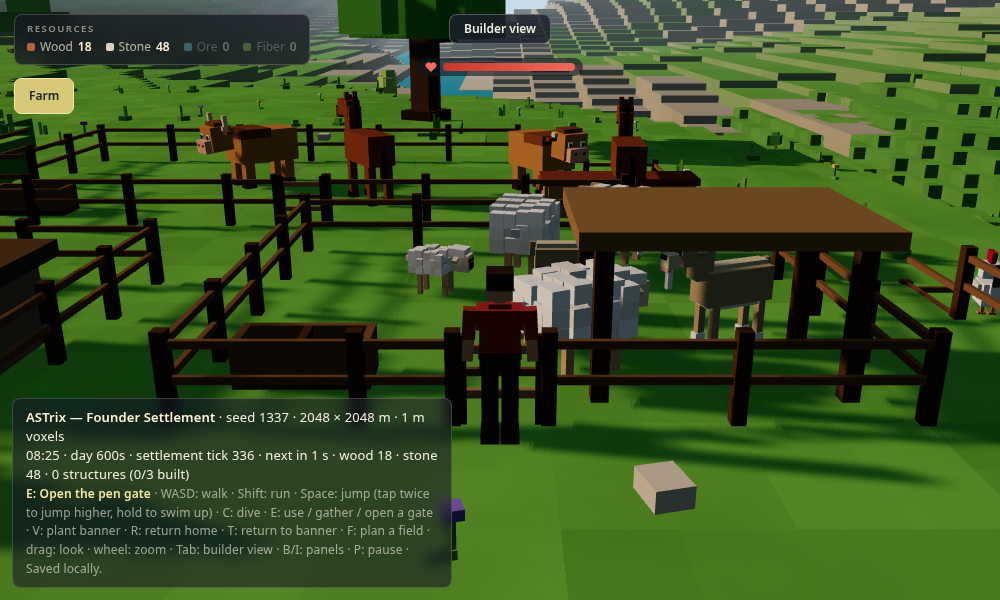 RESOURCES
Builder view
Wood 18 Stone 48 Ore 0 Fiber 0
Farm
ASTrix — Founder Settlement · seed 1337 · 2048 × 2048 m · 1 m
voxels
08:25 · day 600s · settlement tick 336 · next in 1 s · wood 18 · stone
48 · 0 structures (0/3 built)
E: Open the pen gate · WASD: walk · Shift: run · Space: jump (tap twice
to jump higher, hold to swim up) · C: dive · E: use / gather / open a gate
· V: plant banner · R: return home · T: return to banner · F: plan a field ·
drag: look · wheel: zoom · Tab: builder view · B/I: panels · P: pause ·
Saved locally.